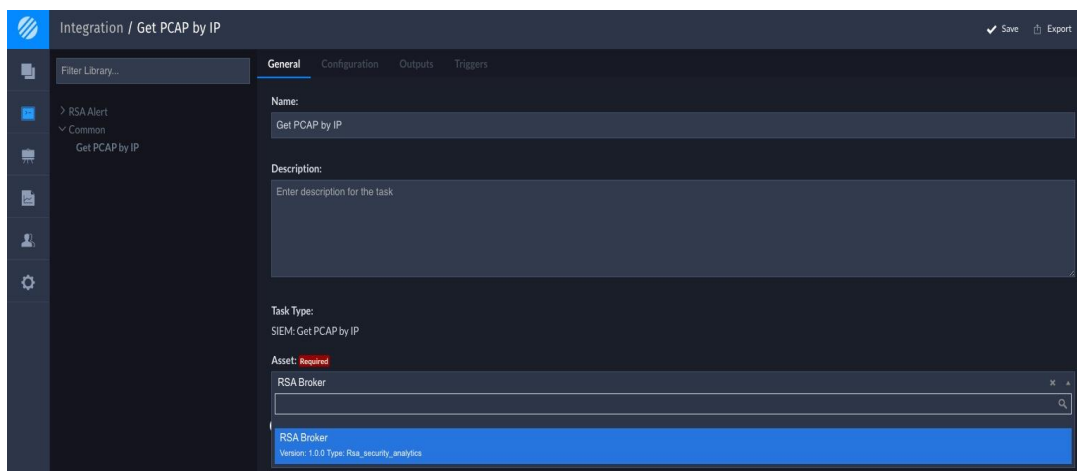 Integration / Get PCAP by IP
Save
Export
Filter Library...
RSA Alert
Common
Get PCAP by IP
General Configuration Outputs Triggers
Name:
Get PCAP by IP
Description:
Enter description for the task
Task Type:
SIEM: Get PCAP by IP
Asset: Required
RSA Broker
RSA Broker
Version: 1.0.0 Type: Rsa_security_analytics